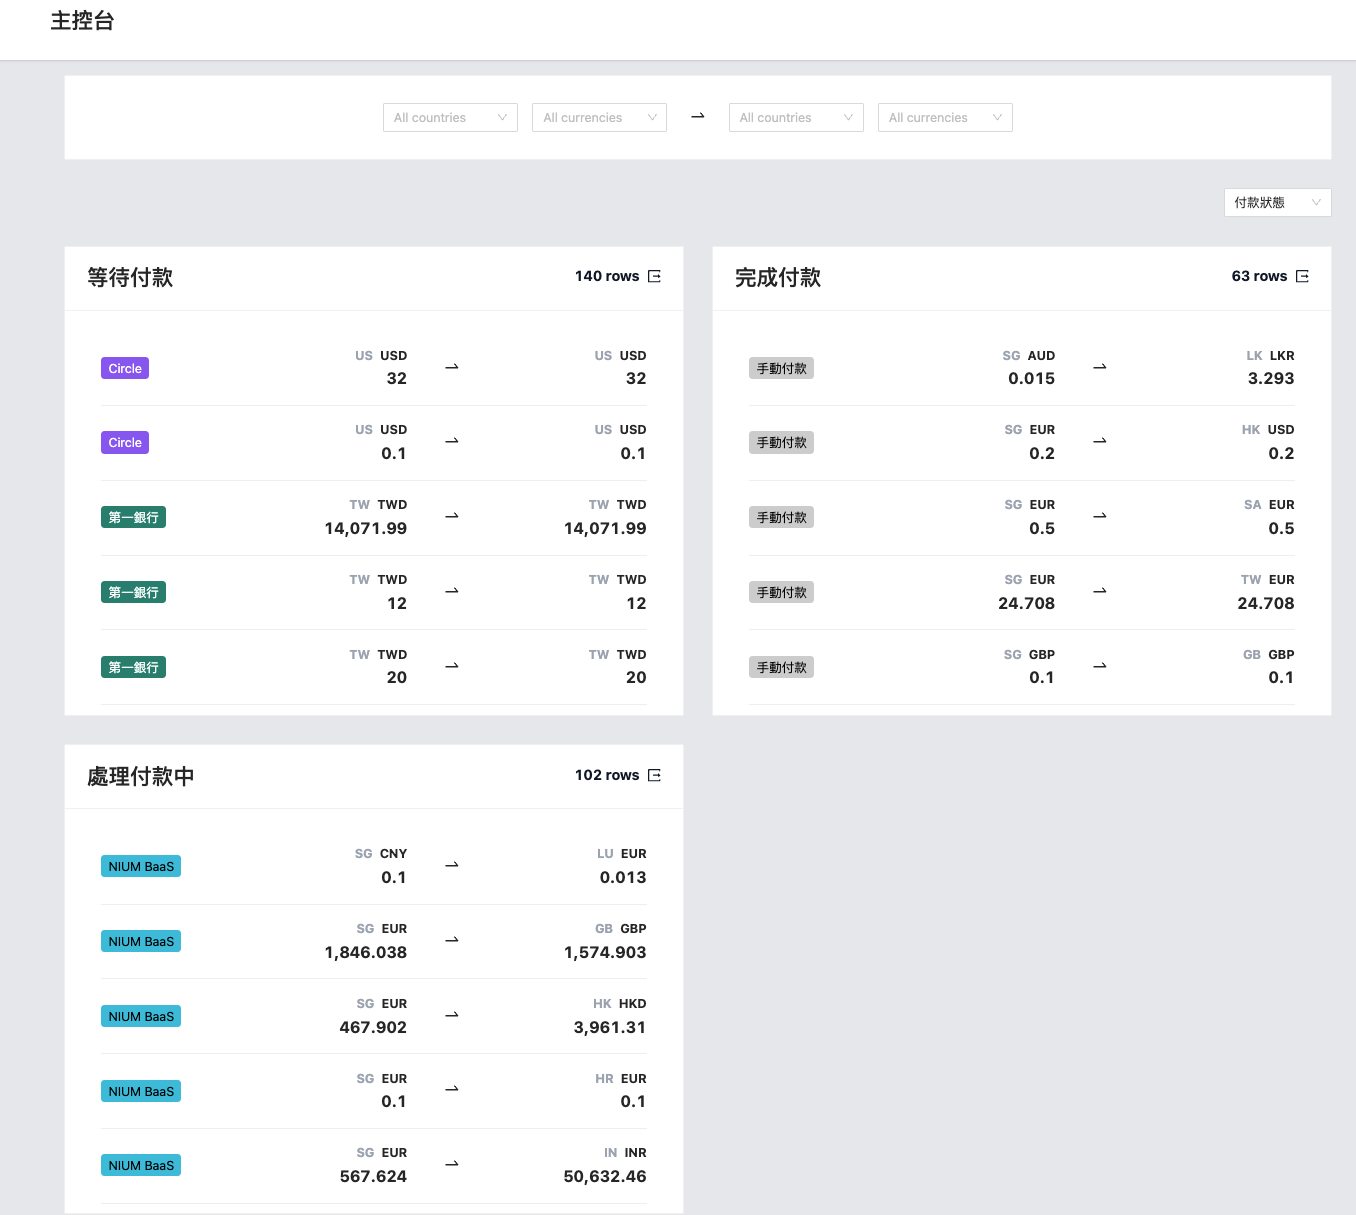 主控台
All countries All currencies → All countries All currencies
付款狀態
等待付款 140 rows
Circle US USD → US USD
32 32
Circle US USD → US USD
0.1 0.1
第一銀行 TW TWD → TW TWD
14,071.99 14,071.99
第一銀行 TW TWD → TW TWD
12 12
第一銀行 TW TWD → TW TWD
20 20
完成付款 63 rows
手動付款 SG AUD → LK LKR
0.015 3.293
手動付款 SG EUR → HK USD
0.2 0.2
手動付款 SG EUR → SA EUR
0.5 0.5
手動付款 SG EUR → TW EUR
24.708 24.708
手動付款 SG GBP → GB GBP
0.1 0.1
處理付款中 102 rows
NIUM BaaS SG CNY → LU EUR
0.1 0.013
NIUM BaaS SG EUR → GB GBP
1,846.038 1,574.903
NIUM BaaS SG EUR → HK HKD
467.902 3,961.31
NIUM BaaS SG EUR → HR EUR
0.1 0.1
NIUM BaaS SG EUR → IN INR
567.624 50,632.46